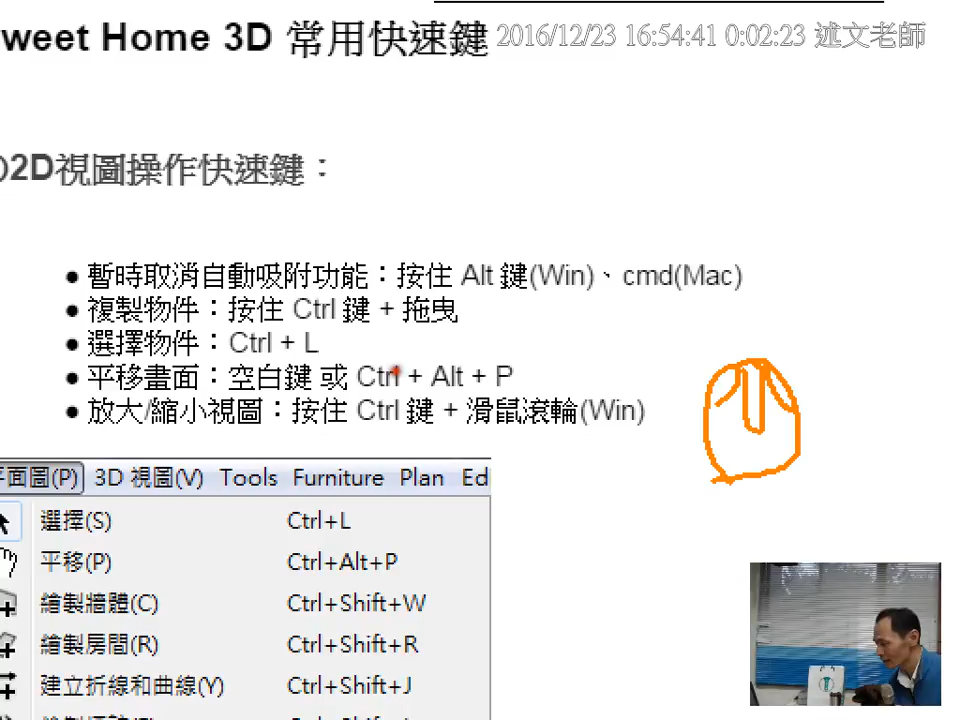 weet Home 3D 常用快速鍵
2016/12/23 16:54:41 0:02:23 述文老師
2D視圖操作快速鍵：
● 暫時取消自動吸附功能：按住 Alt 鍵(Win)、cmd(Mac)
● 複製物件：按住 Ctrl 鍵 + 拖曳
● 選擇物件：Ctrl + L
● 平移畫面：空白鍵 或 Ctrl + Alt + P
● 放大/縮小視圖：按住 Ctrl 鍵 + 滑鼠滾輪(Win)
平面圖(P) 3D 視圖(V) Tools Furniture Plan Ed
選擇(S) Ctrl+L
平移(P) Ctrl+Alt+P
繪製牆體(C) Ctrl+Shift+W
繪製房間(R) Ctrl+Shift+R
建立折線和曲線(Y) Ctrl+Shift+J